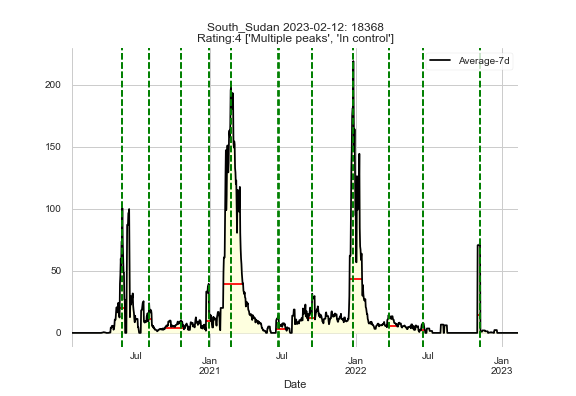 South_Sudan 2023-02-12: 18368
Rating:4 ['Multiple peaks', 'In control']
Average-7d
200
150
100
50
0
Jul
2021
Jul
Jan
2022
Jul
Jan
2023
Date